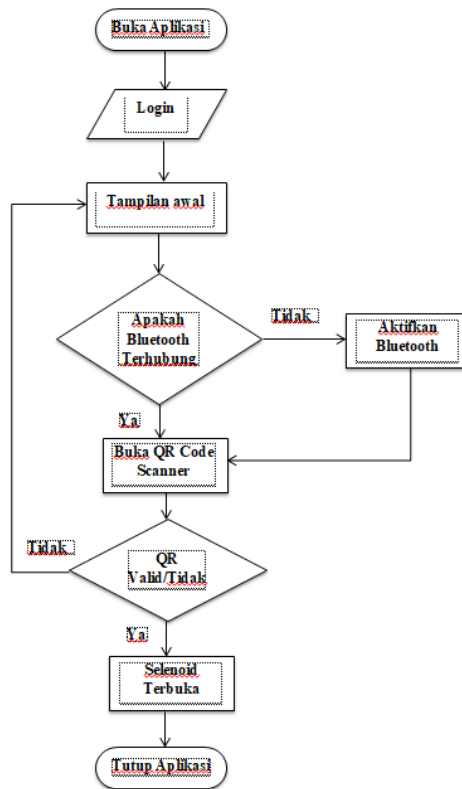 Buka Aplikasi
Login
Tampilan awal
Apakah
Bluetooth
Terhubung
Tidak
Aktifkan
Bluetooth
Ya
Buka QR Code
Scanner
Tidak
QR
Valid/Tidak
Ya
Selenoid
Terbuka
Tutup Aplikasi